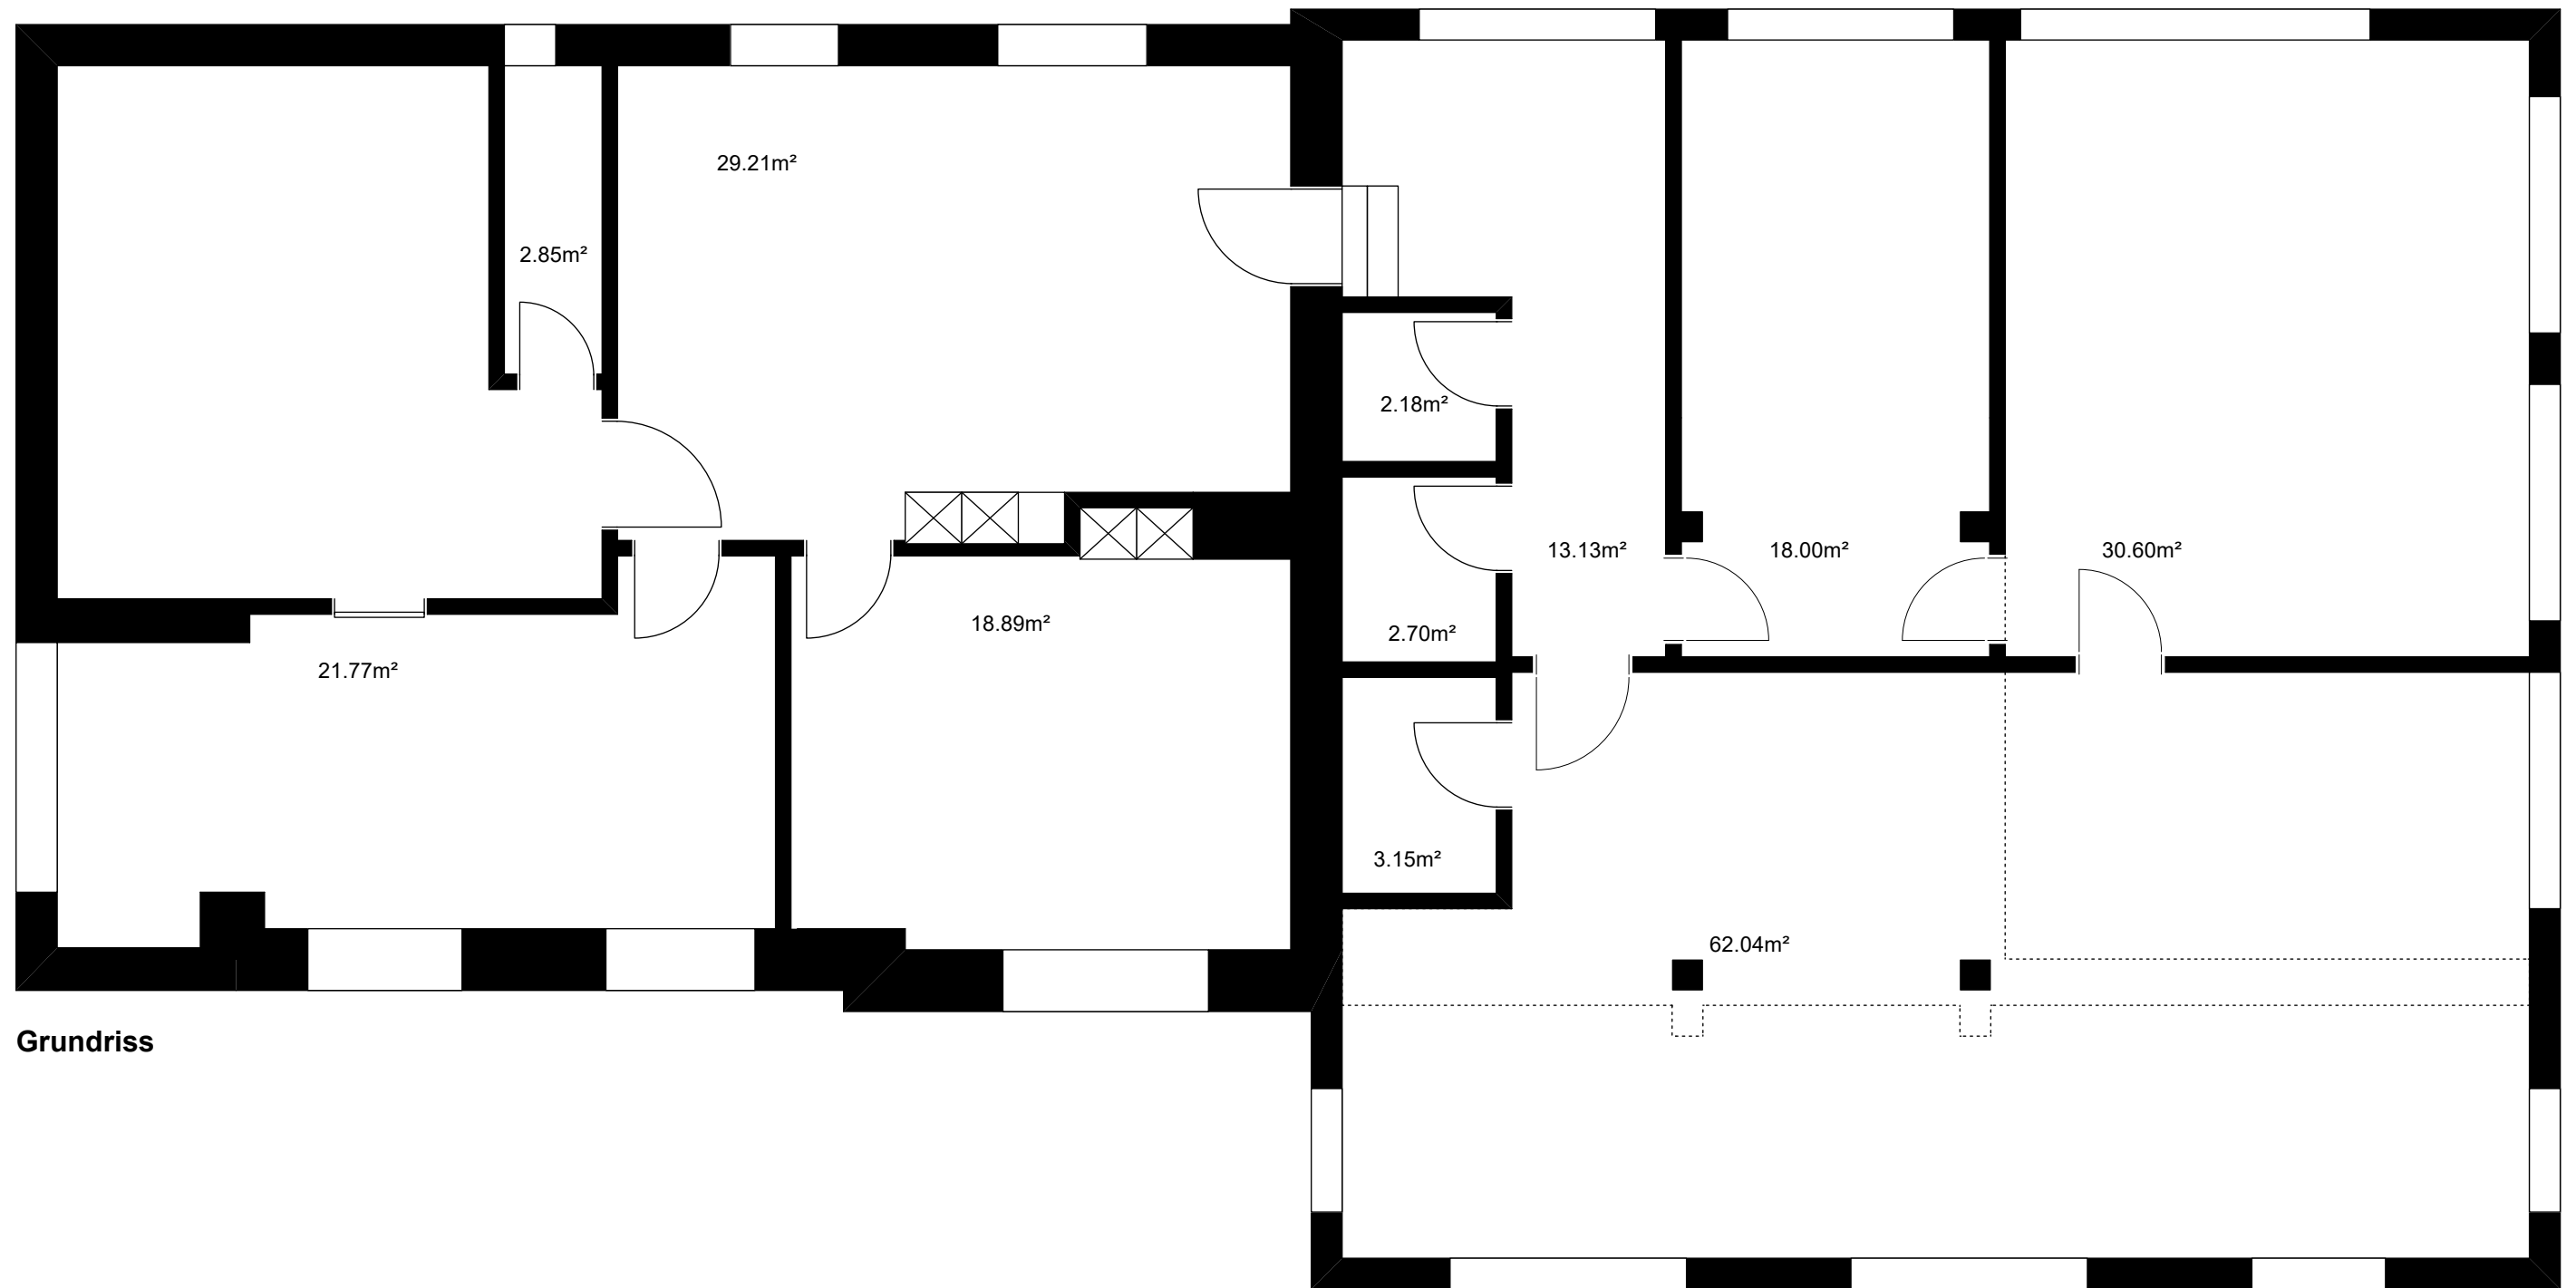 29.21m²
2.85m²
2.18m²
13.13m²
18.00m²
30.60m²
18.89m²
2.70m²
21.77m²
3.15m²
62.04m²
Grundriss